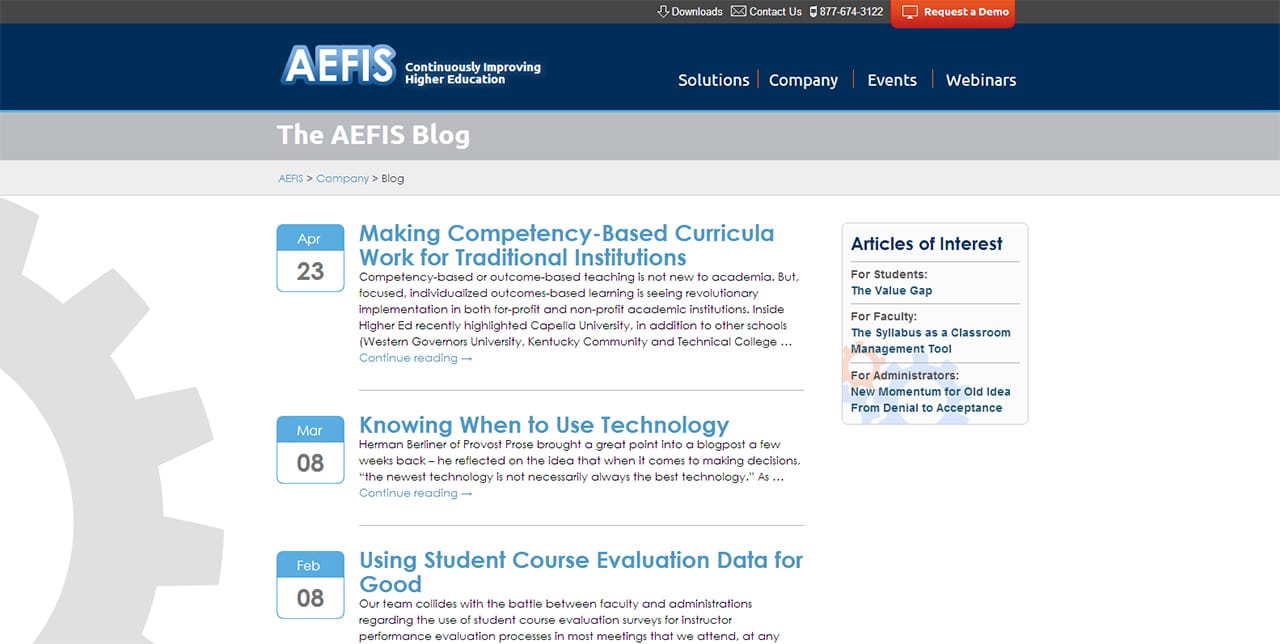 Downloads Contact Us 877-674-3122 Request a Demo
AEFIS Continuously Improving
Higher Education
Solutions Company Events Webinars
The AEFIS Blog
AEFIS > Company > Blog
Apr
23
Making Competency-Based Curricula
Work for Traditional Institutions
Competency-based or outcome-based teaching is not new to academia. But,
focused, individualized outcomes-based learning is seeing revolutionary
implementation in both for-profit and non-profit academic institutions. Inside
Higher Ed recently highlighted Capella University, in addition to other schools
(Western Governors University, Kentucky Community and Technical College …
Continue reading →
Mar
08
Knowing When to Use Technology
Herman Berliner of Provost Prose brought a great point into a blogpost a few
weeks back – he reflected on the idea that when it comes to making decisions,
“the newest technology is not necessarily always the best technology.” As …
Continue reading →
Feb
08
Using Student Course Evaluation Data for
Good
Our team collides with the battle between faculty and administrations
regarding the use of student course evaluation surveys for instructor
performance evaluation processes in most meetings that we attend, at any
Articles of Interest
For Students:
The Value Gap
For Faculty:
The Syllabus as a Classroom
Management Tool
For Administrators:
New Momentum for Old Idea
From Denial to Acceptance